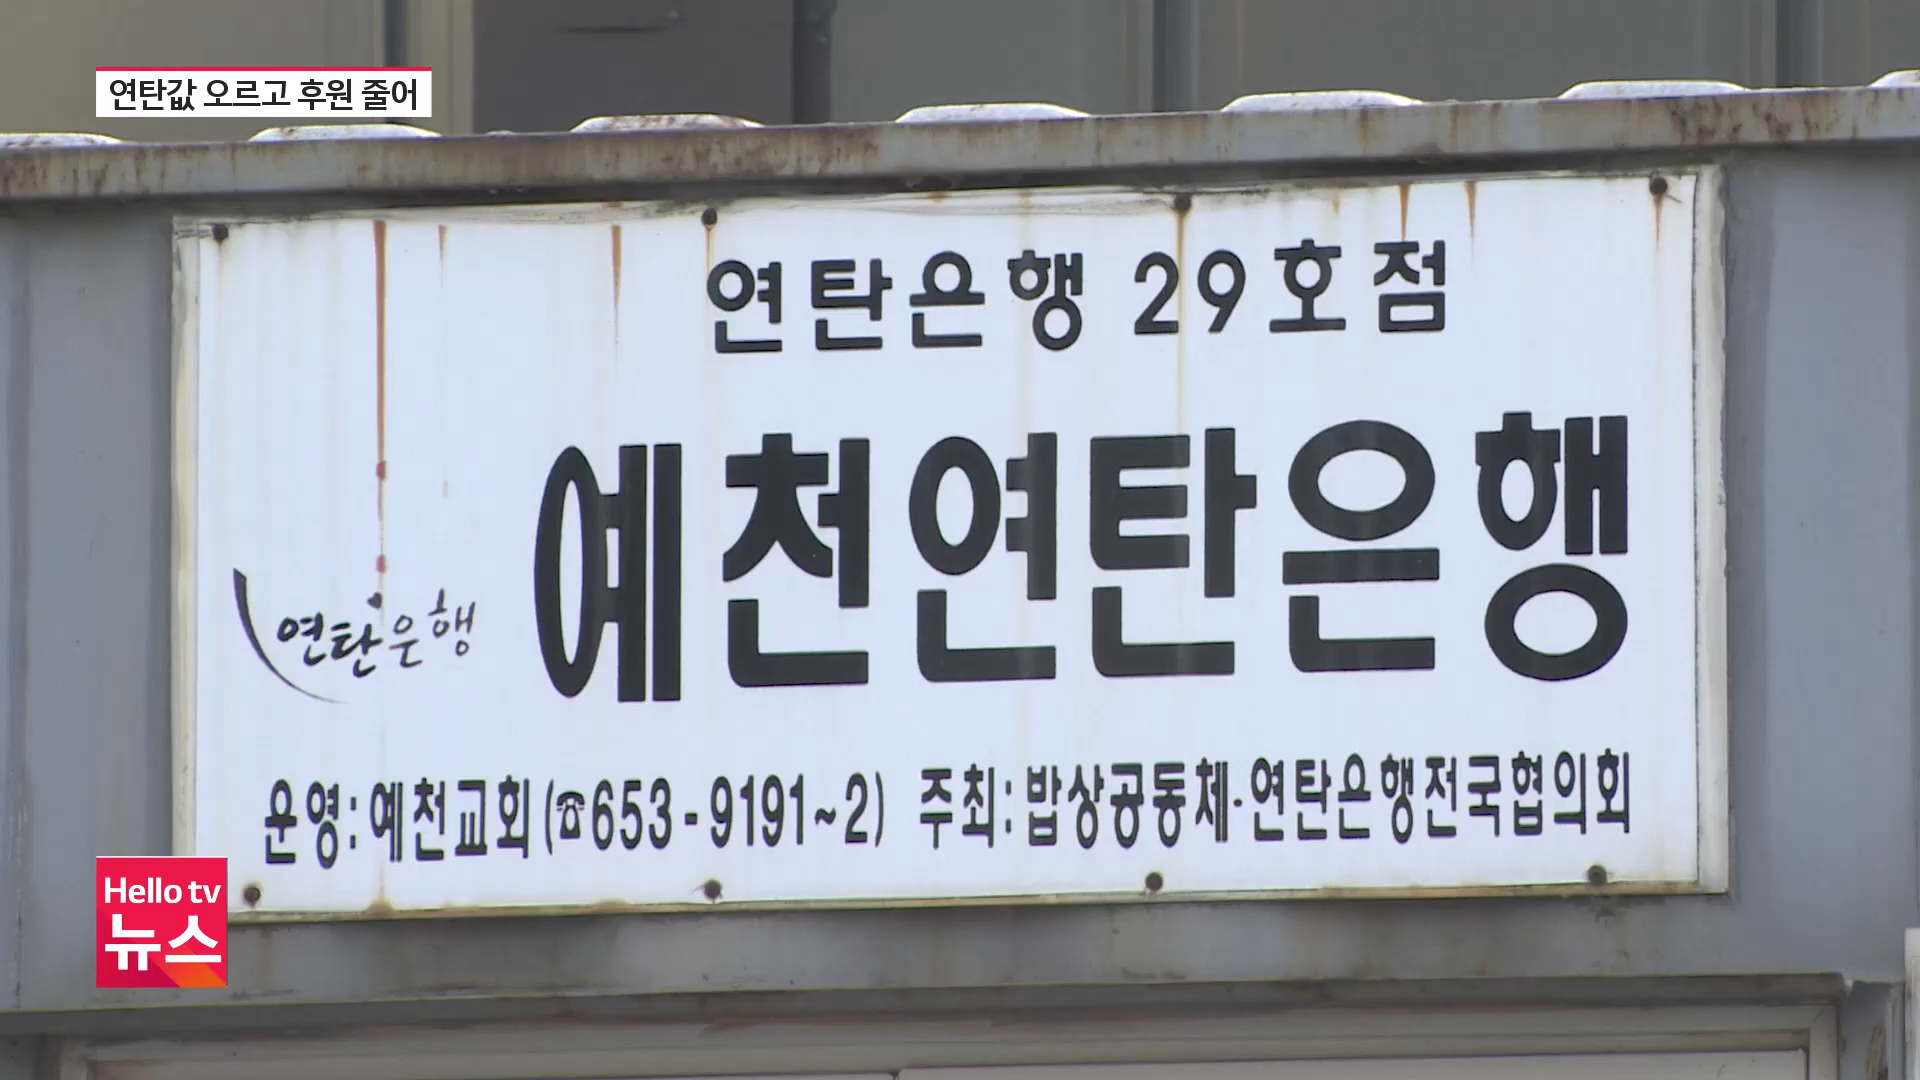 연탄값 오르고 후원 줄어
연탄은행 29호점
예천연탄은행
연탄은행
운영:예천교회(☎653-9191~2) 주최:밥상공동체·연탄은행전국협의회
Hello tv
뉴스